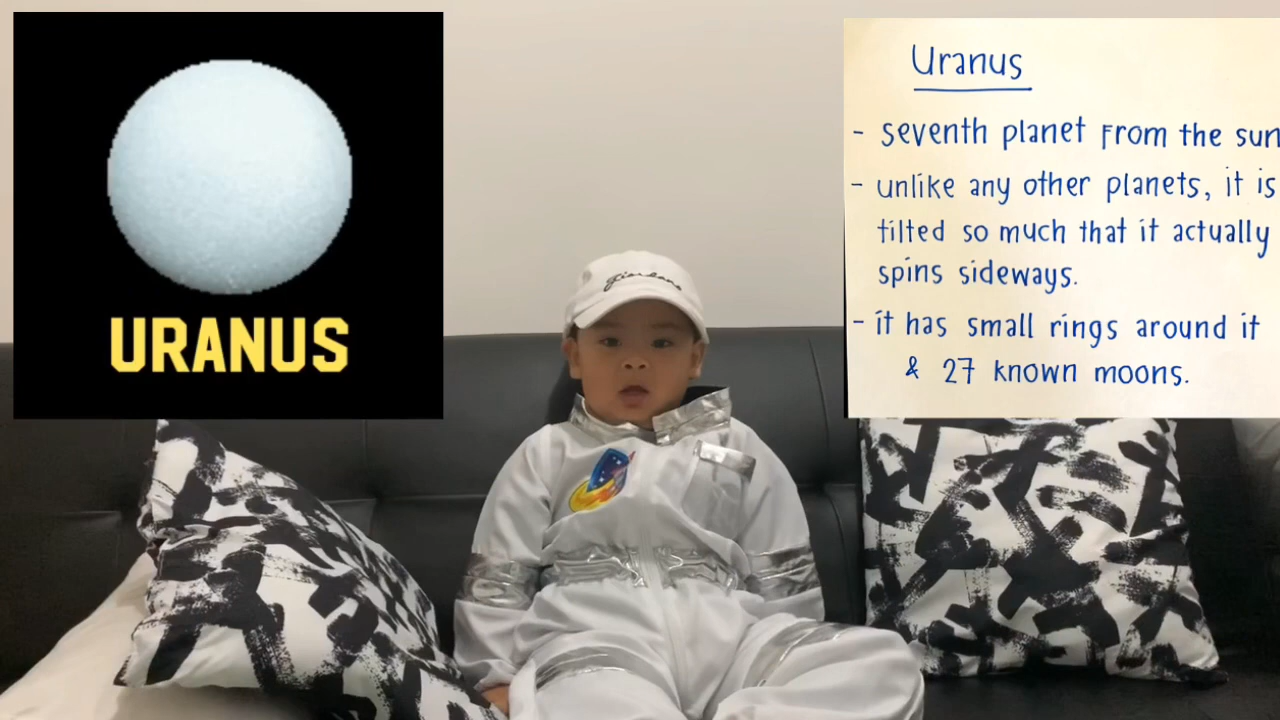 URANUS
Giordano
Uranus
- seventh planet from the sun
- unlike any other planets, it is
tilted so much that it actually
spins sideways.
- it has small rings around it
& 27 known moons.